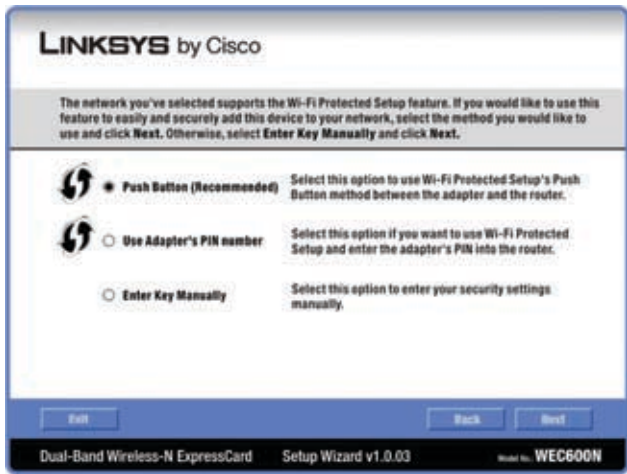 LINKSYS by Cisco
The network you've selected supports the Wi-Fi Protected Setup feature. If you would like to use this
feature to easily and securely add this device to your network, select the method you would like to
use and click Next. Otherwise, select Enter Key Manually and click Next.
Push Button (Recommended)
Select this option to use Wi-Fi Protected Setup's Push
Button method between the adapter and the router.
Use Adapter's PIN number
Select this option if you want to use Wi-Fi Protected
Setup and enter the adapter's PIN into the router.
Enter Key Manually
Select this option to enter your security settings
manually.
Exit
Back
Next
Dual-Band Wireless-N ExpressCard
Setup Wizard v1.0.03
Model No. WEC600N